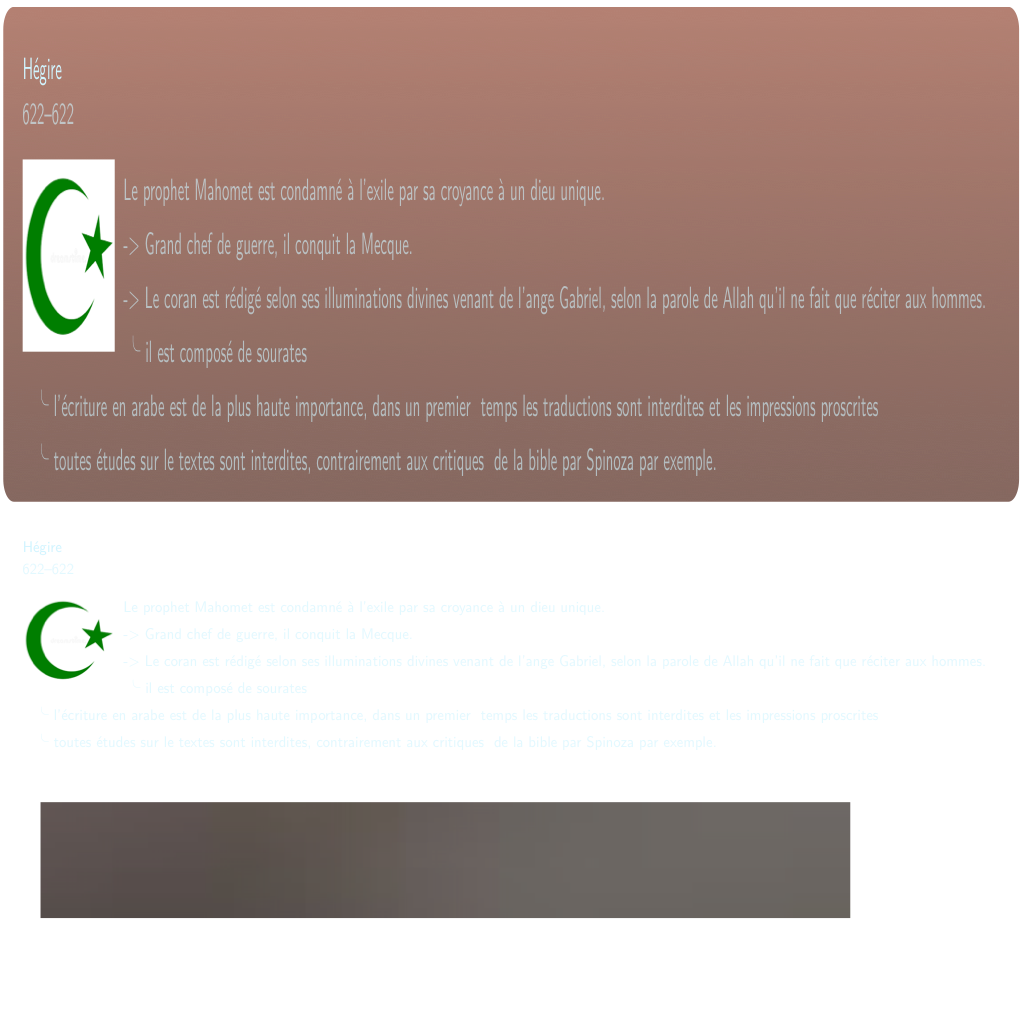 Hégire
622–622
Le prophet Mahomet est condamné à l'exile par sa croyance à un dieu unique.
-> Grand chef de guerre, il conquit la Mecque.
-> Le coran est rédigé selon ses illuminations divines venant de l'ange Gabriel, selon la parole de Allah qu'il ne fait que réciter aux hommes.
╰ il est composé de sourates
╰ l'écriture en arabe est de la plus haute importance, dans un premier temps les traductions sont interdites et les impressions proscrites
╰ toutes études sur le textes sont interdites, contrairement aux critiques de la bible par Spinoza par exemple.
Hégire
622–622
Le prophet Mahomet est condamné à l'exile par sa croyance à un dieu unique.
-> Grand chef de guerre, il conquit la Mecque.
-> Le coran est rédigé selon ses illuminations divines venant de l'ange Gabriel, selon la parole de Allah qu'il ne fait que réciter aux hommes.
╰ il est composé de sourates
╰ l'écriture en arabe est de la plus haute importance, dans un premier temps les traductions sont interdites et les impressions proscrites
╰ toutes études sur le textes sont interdites, contrairement aux critiques de la bible par Spinoza par exemple.